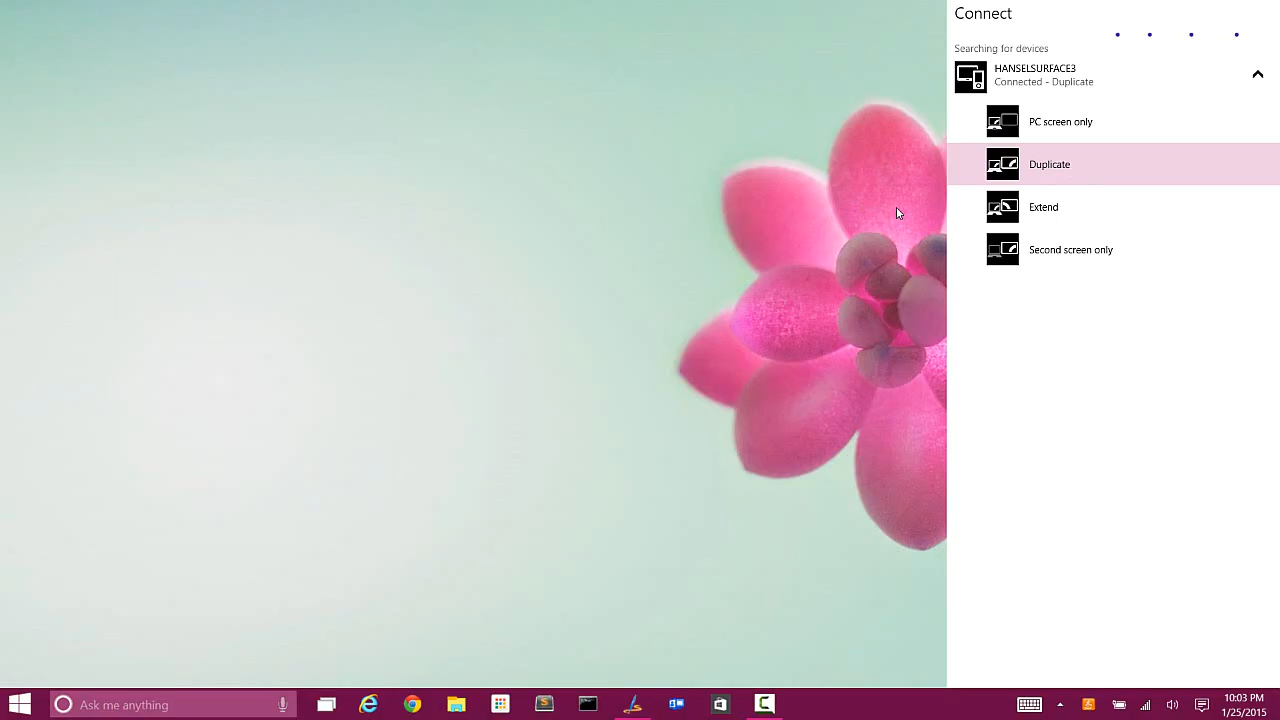 Connect
Searching for devices
HANSELSURFACE3
Connected - Duplicate
PC screen only
Duplicate
Extend
Second screen only
Ask me anything
10:03 PM
1/25/2015